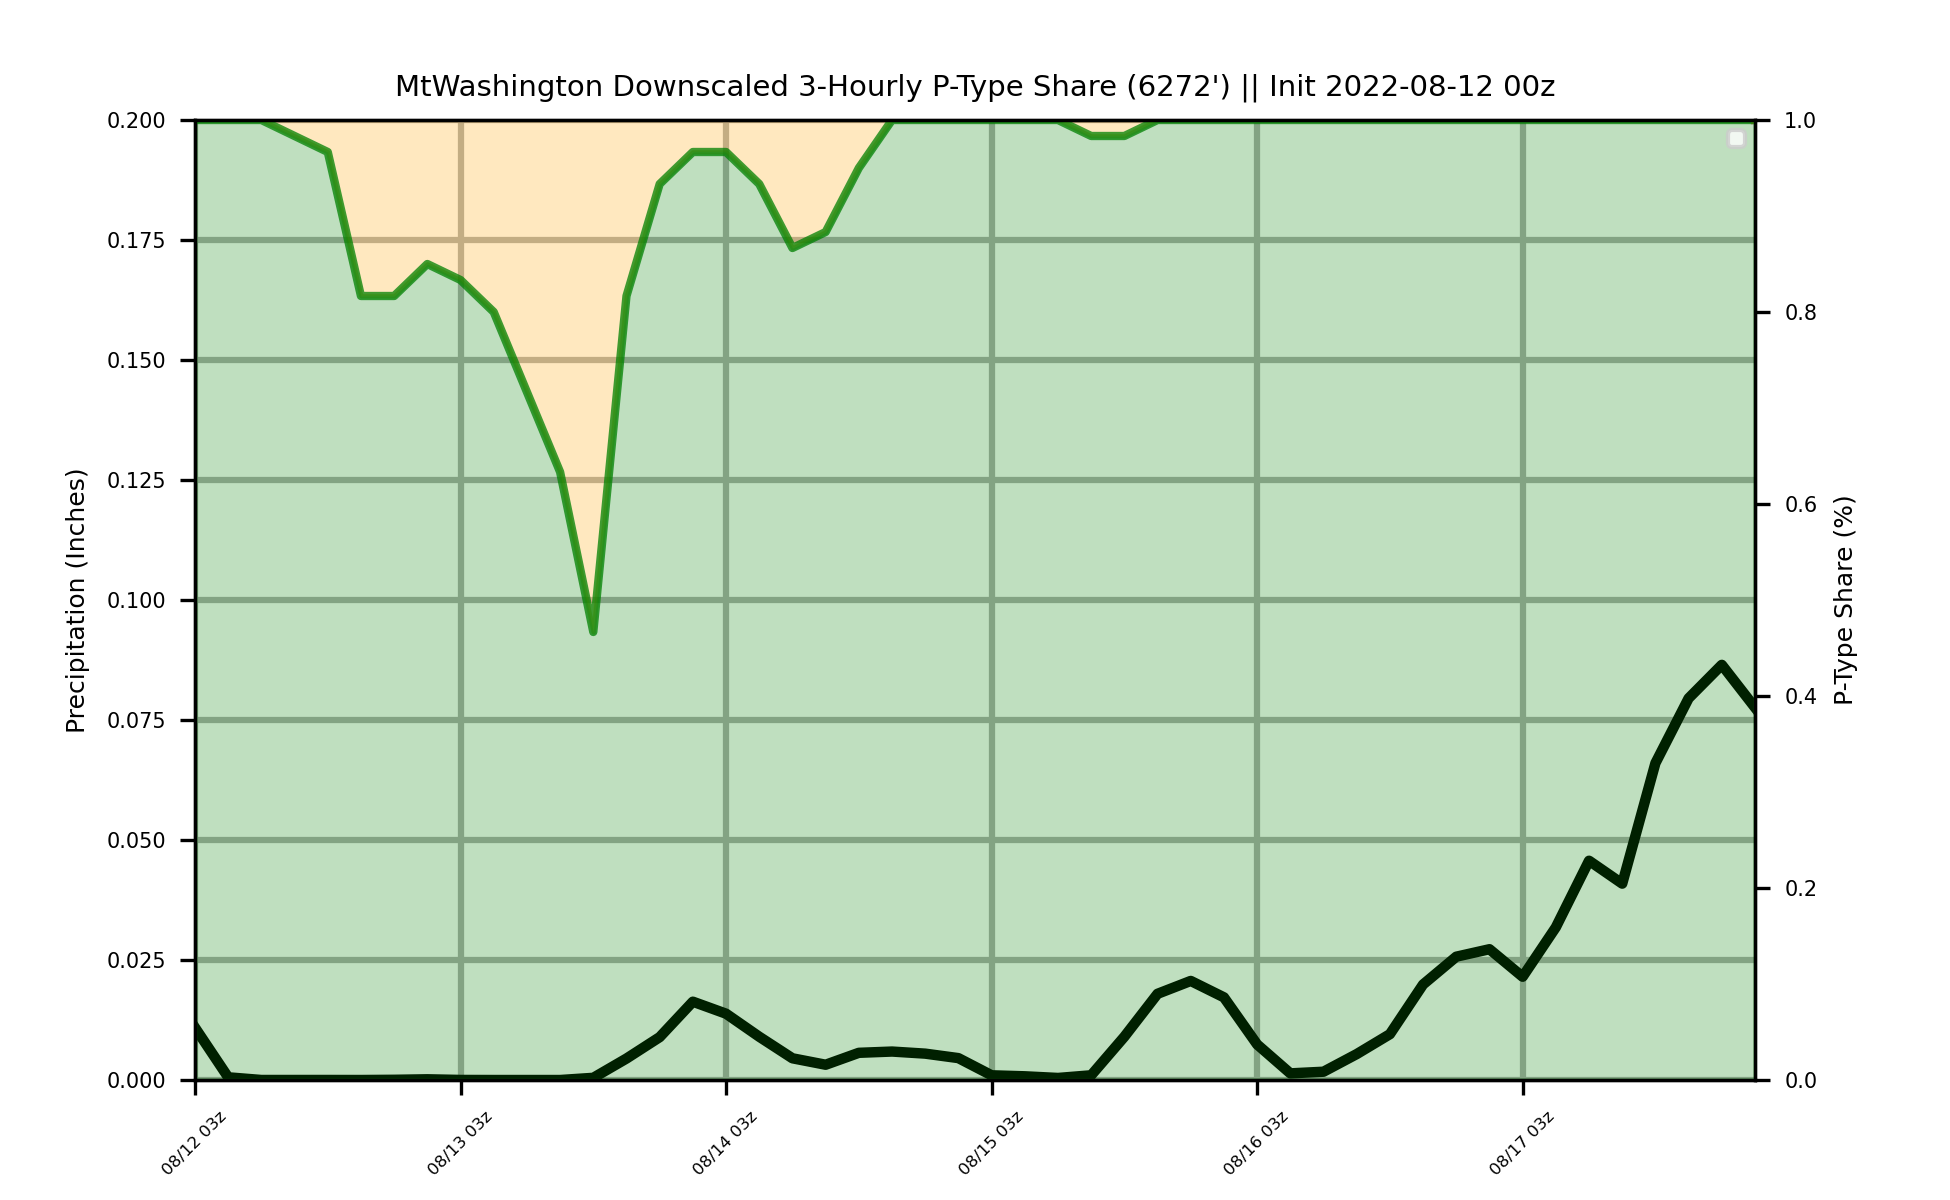 MtWashington Downscaled 3-Hourly P-Type Share (6272') || Init 2022-08-12 00z
Precipitation (Inches)
0.200
0.175
0.150
0.125
0.100
0.075
0.050
0.025
0.000
1.0
0.8
0.6
0.4
0.2
0.0
P-Type Share (%)
08/12 03z
08/13 03z
08/14 03z
08/15 03z
08/16 03z
08/17 03z